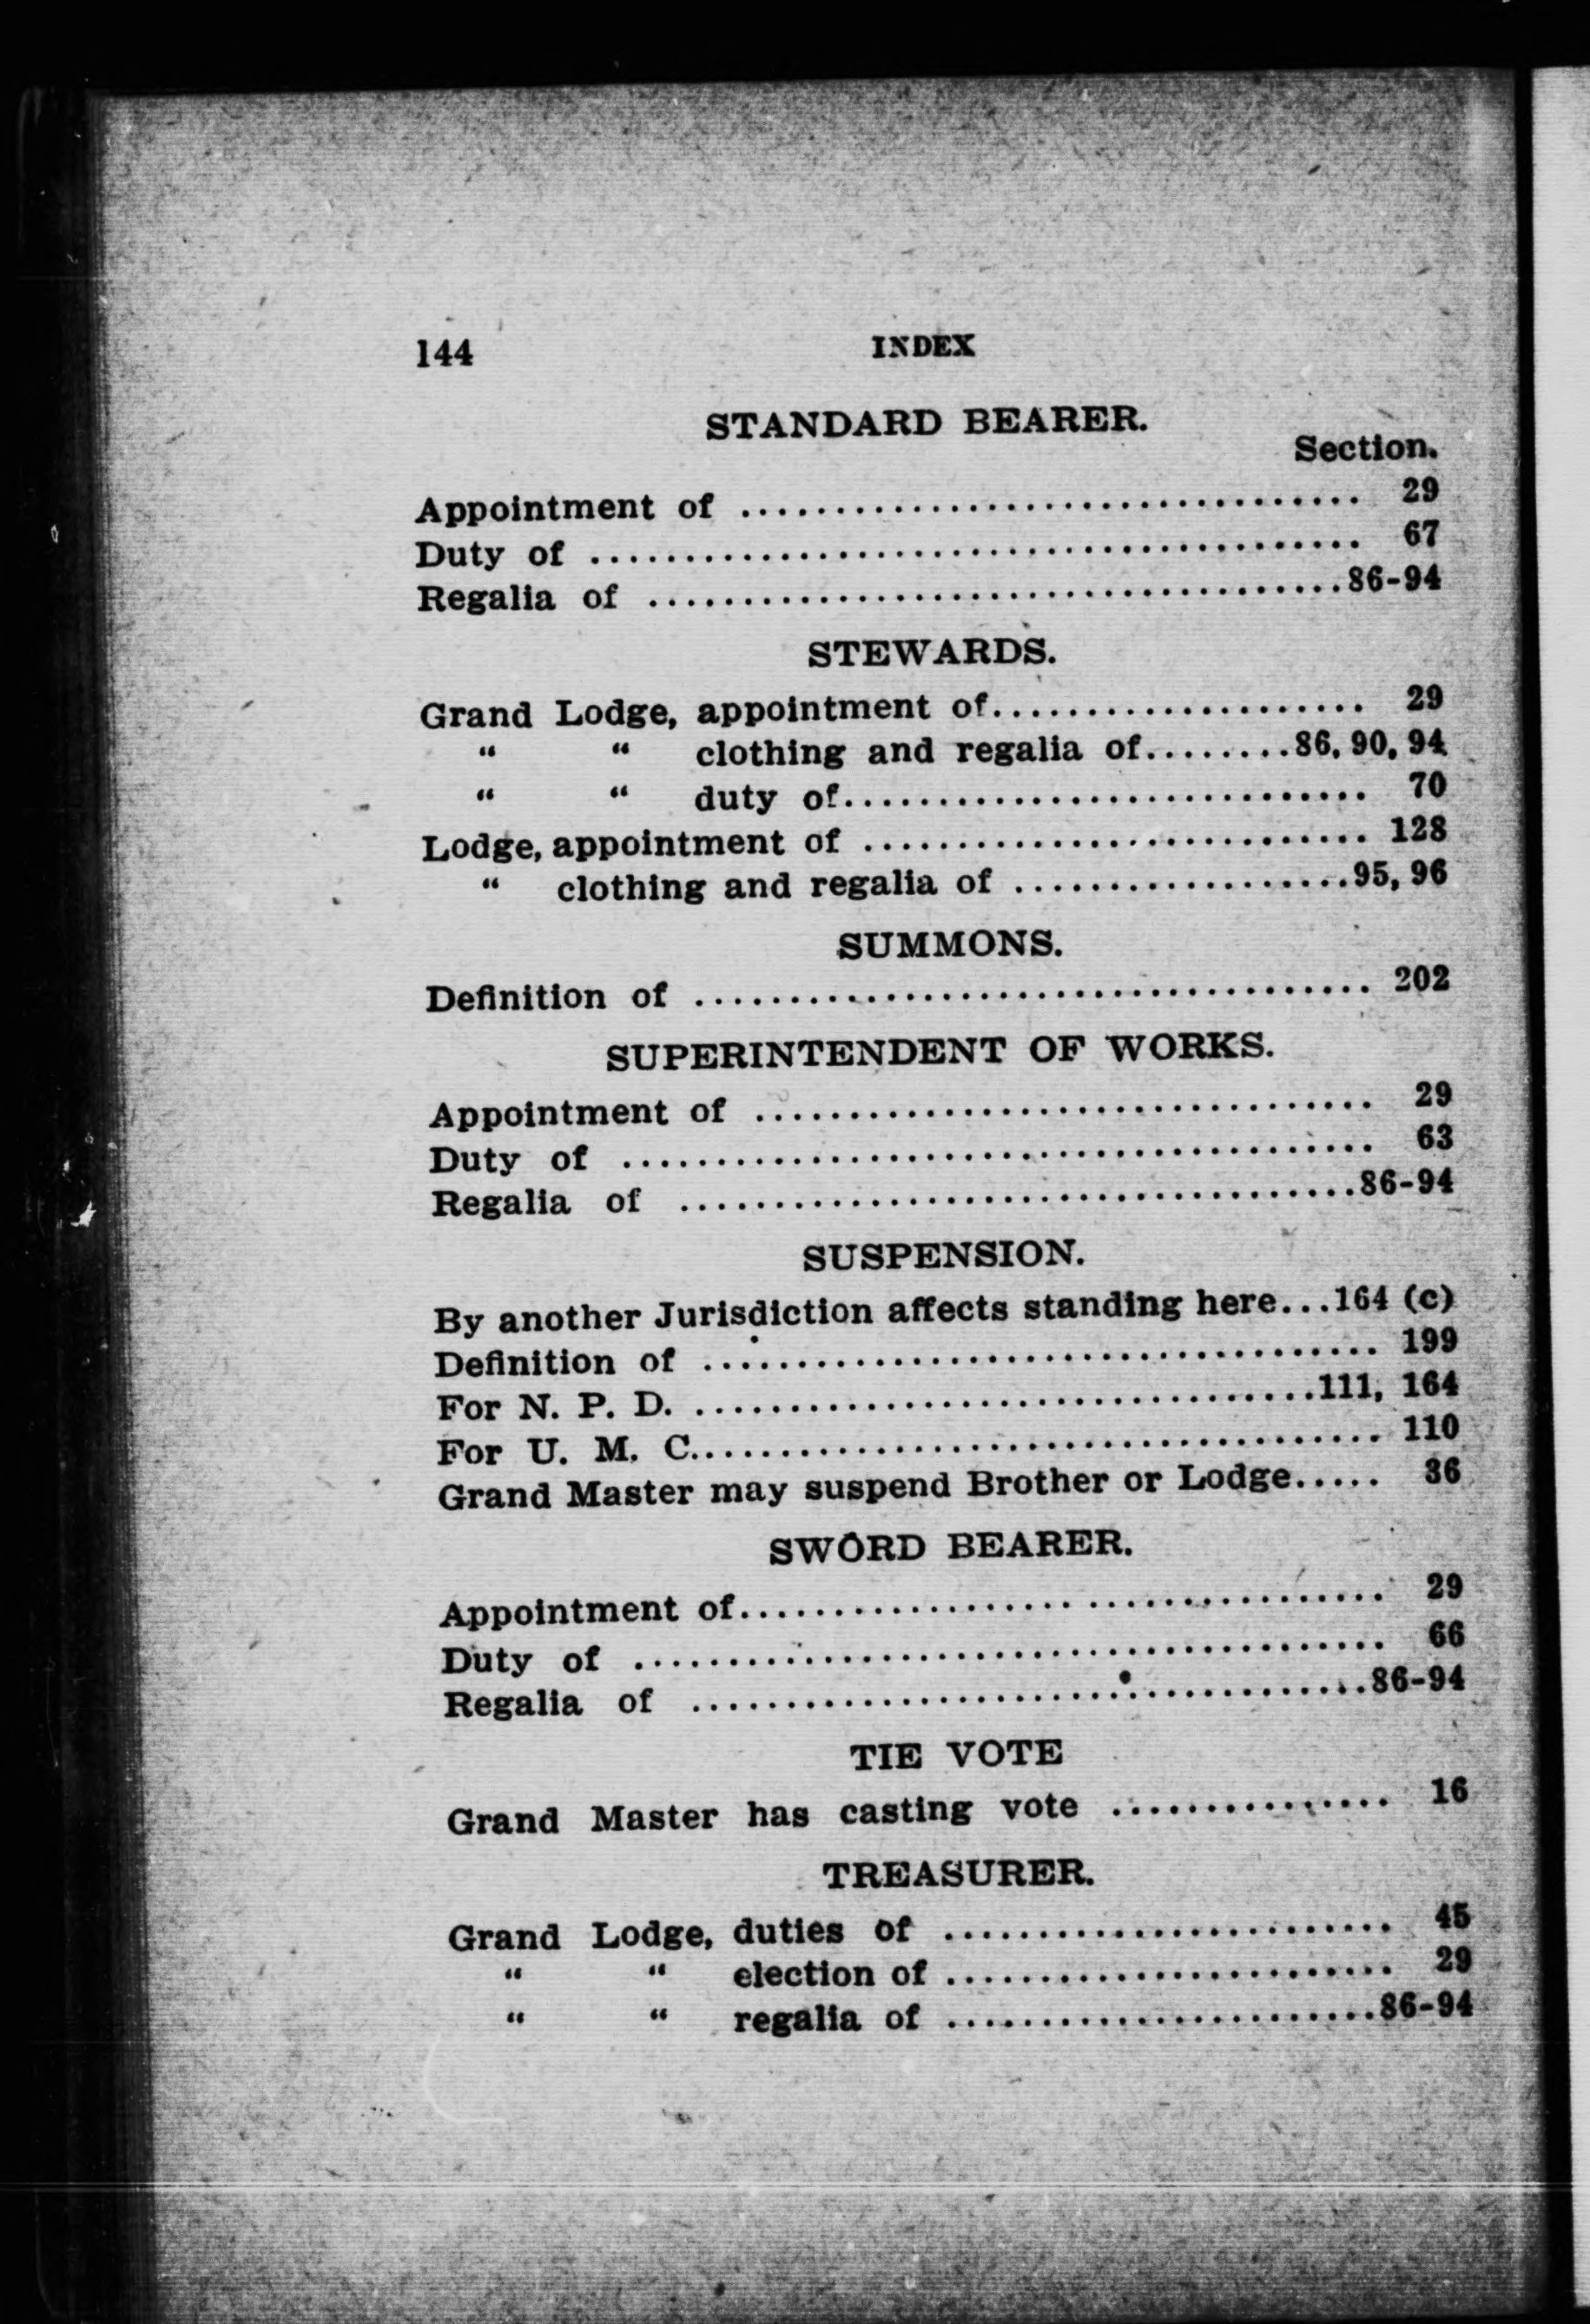 144 INDEX
STANDARD BEARER.
Section.
Appointment of ................................. 29
Duty of ......................................... 67
Regalia of .....................................86-94
STEWARDS.
Grand Lodge, appointment of.................... 29
“ “ clothing and regalia of........86, 90, 94
“ “ duty of............................ 70
Lodge, appointment of ........................... 128
“ clothing and regalia of ..................95, 96
SUMMONS.
Definition of .................................... 202
SUPERINTENDENT OF WORKS.
Appointment of ................................. 29
Duty of ........................................ 63
Regalia of ....................................86-94
SUSPENSION.
By another Jurisdiction affects standing here...164 (c)
Definition of .................................... 199
For N. P. D. .................................111, 164
For U. M. C..................................... 110
Grand Master may suspend Brother or Lodge..... 36
SWORD BEARER.
Appointment of.................................. 29
Duty of ........................................ 66
Regalia of ....................................86-94
TIE VOTE
Grand Master has casting vote ............... 16
TREASURER.
Grand Lodge, duties of ........................ 45
“ “ election of ........................ 29
“ “ regalia of .......................86-94